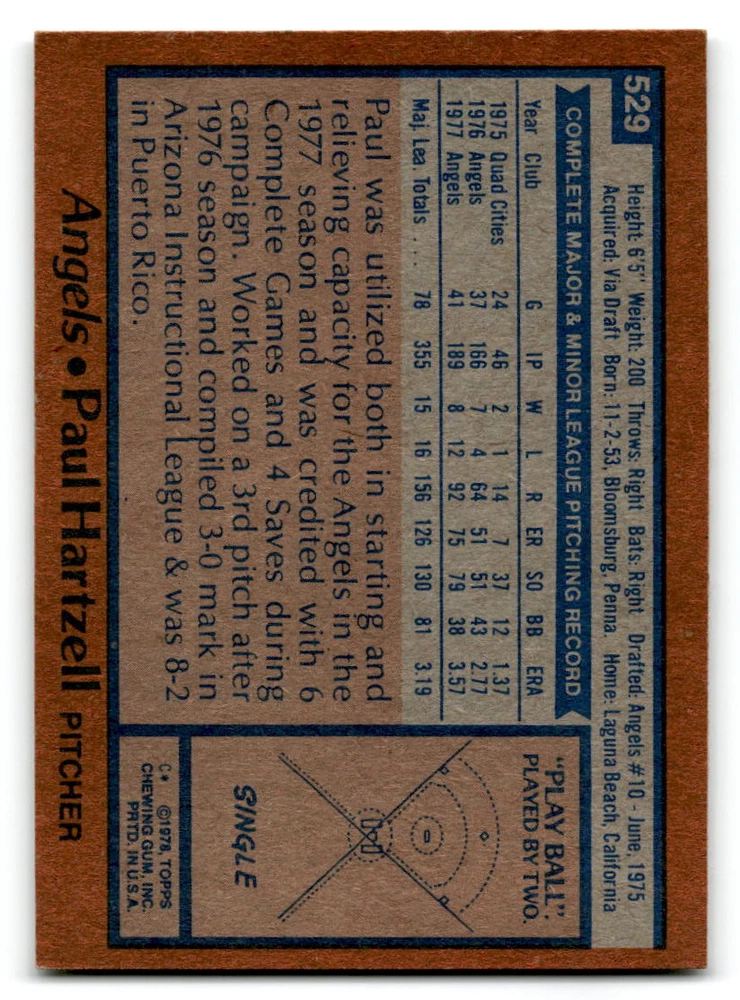 529
Height 6'5" Weight: 200 Throws: Right Bats: Right Drafted: Angels #10 - June, 1975
Acquired: Via Draft Born: 11-2-53, Bloomsburg, Penna. Home: Laguna Beach, California
COMPLETE MAJOR & MINOR LEAGUE PITCHING RECORD
Year Club G IP W L R ER SO BB ERA
1975 Quad Cities 24 46 2 1 14 7 37 12 1.37
1976 Angels 37 166 7 4 64 51 51 43 2.77
1977 Angels 41 189 8 12 92 75 79 38 3.57
Maj. Lea. Totals .... 78 355 15 16 156 126 130 81 3.19
Paul was utilized both in starting and
relieving capacity for the Angels in the
1977 season and was credited with 6
Complete Games and 4 Saves during
campaign. Worked on a 3rd pitch after
1976 season and compiled 3-0 mark in
Arizona Instructional League & was 8-2
in Puerto Rico.
"PLAY BALL"
PLAYED BY TWO.
SINGLE
C* ©1978, TOPPS
CHEWING GUM, INC.
PRTD. IN U.S.A.
Angels • Paul Hartzell PITCHER